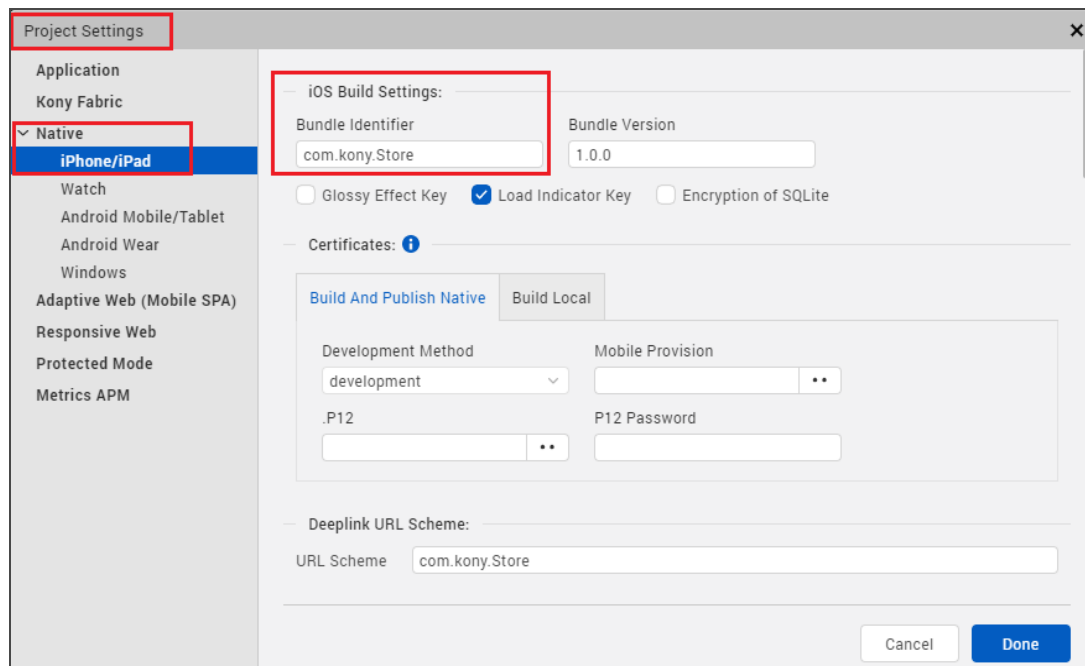 Project Settings
Application
Kony Fabric
Native
iPhone/iPad
Watch
Android Mobile/Tablet
Android Wear
Windows
Adaptive Web (Mobile SPA)
Responsive Web
Protected Mode
Metrics APM
iOS Build Settings:
Bundle Identifier Bundle Version
com.kony.Store 1.0.0
Glossy Effect Key Load Indicator Key Encryption of SQLite
Certificates:
Build And Publish Native Build Local
Development Method Mobile Provision
development
.P12 P12 Password
Deeplink URL Scheme:
URL Scheme com.kony.Store
Cancel Done